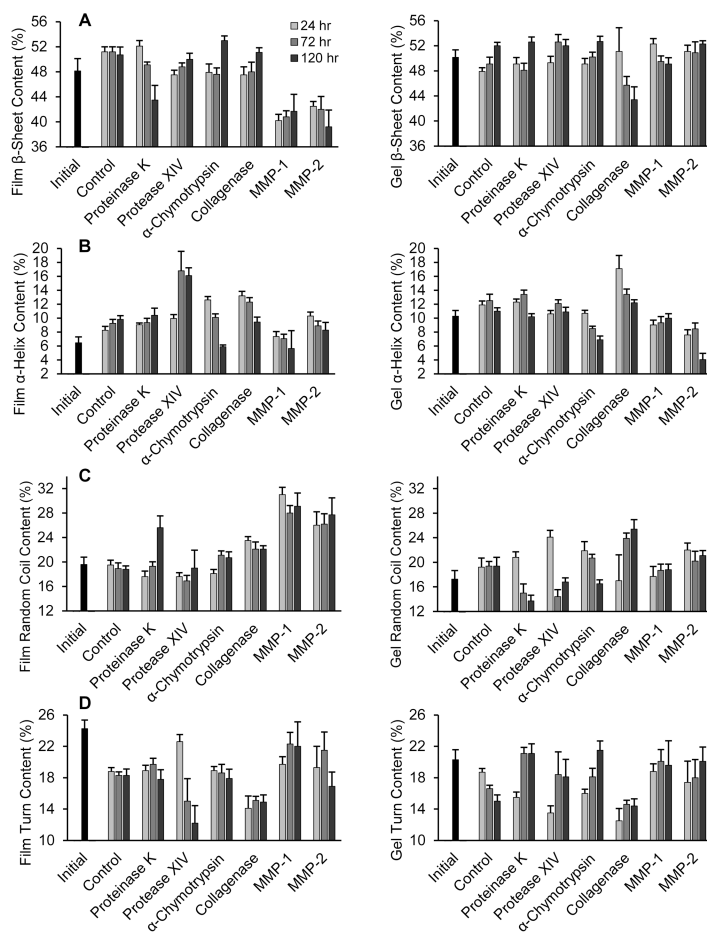 A
24 hr
72 hr
120 hr
Film β-Sheet Content (%)
56
52
48
44
40
36
Initial
Control
Proteinase K
Protease XIV
α-Chymotrypsin
Collagenase
MMP-1
MMP-2
Gel β-Sheet Content (%)
56
52
48
44
40
36
Initial
Control
Proteinase K
Protease XIV
α-Chymotrypsin
Collagenase
MMP-1
MMP-2
B
Film α-Helix Content (%)
20
18
16
14
12
10
8
6
4
2
Initial
Control
Proteinase K
Protease XIV
α-Chymotrypsin
Collagenase
MMP-1
MMP-2
Gel α-Helix Content (%)
20
18
16
14
12
10
8
6
4
2
Initial
Control
Proteinase K
Protease XIV
α-Chymotrypsin
Collagenase
MMP-1
MMP-2
C
Film Random Coil Content (%)
32
28
24
20
16
12
Initial
Control
Proteinase K
Protease XIV
α-Chymotrypsin
Collagenase
MMP-1
MMP-2
Gel Random Coil Content (%)
32
28
24
20
16
12
Initial
Control
Proteinase K
Protease XIV
α-Chymotrypsin
Collagenase
MMP-1
MMP-2
D
Film Turn Content (%)
26
22
18
14
10
Initial
Control
Proteinase K
Protease XIV
α-Chymotrypsin
Collagenase
MMP-1
MMP-2
Gel Turn Content (%)
26
22
18
14
10
Initial
Control
Proteinase K
Protease XIV
α-Chymotrypsin
Collagenase
MMP-1
MMP-2